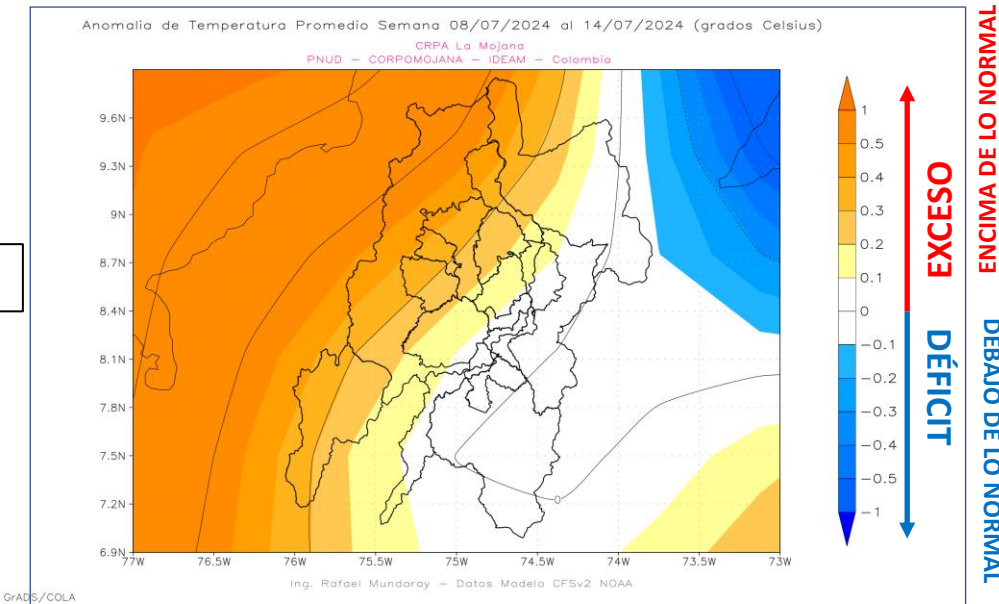 Anomalia de Temperatura Promedio Semana 08/07/2024 al 14/07/2024 (grados Celsius)
CRPA La Mojana
PNUD – CORPOMOJANA – IDEAM – Colombia
9.6N
9.3N
9N
8.7N
8.4N
8.1N
7.8N
7.5N
7.2N
6.9N
77W
76.5W
76W
75.5W
75W
74.5W
74W
73.5W
73W
0
1
0.5
0.4
0.3
0.2
0.1
0
−0.1
−0.2
−0.3
−0.4
−0.5
−1
EXCESO
DÉFICIT
ENCIMA DE LO NORMAL
DEBAJO DE LO NORMAL
Ing. Rafael Mundaray – Datos Modelo CFSv2 NOAA
GrADS/COLA